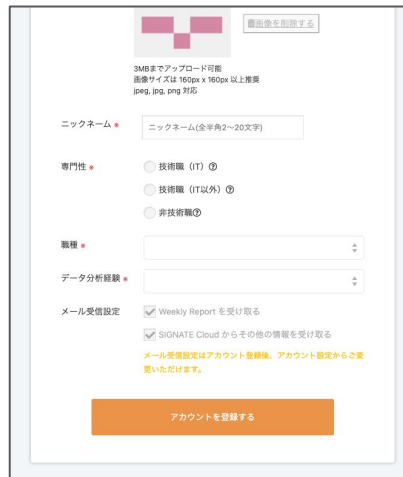 画像を削除する
3MBまでアップロード可能
画像サイズは 160px x 160px 以上推奨
jpeg, jpg, png 対応
ニックネーム *
ニックネーム(全半角2〜20文字)
専門性 *
技術職（IT）?
技術職（IT以外）?
非技術職?
職種 *
データ分析経験 *
メール受信設定
Weekly Report を受け取る
SIGNATE Cloud からその他の情報を受け取る
メール受信設定はアカウント登録後、アカウント設定からご変
更いただけます。
アカウントを登録する